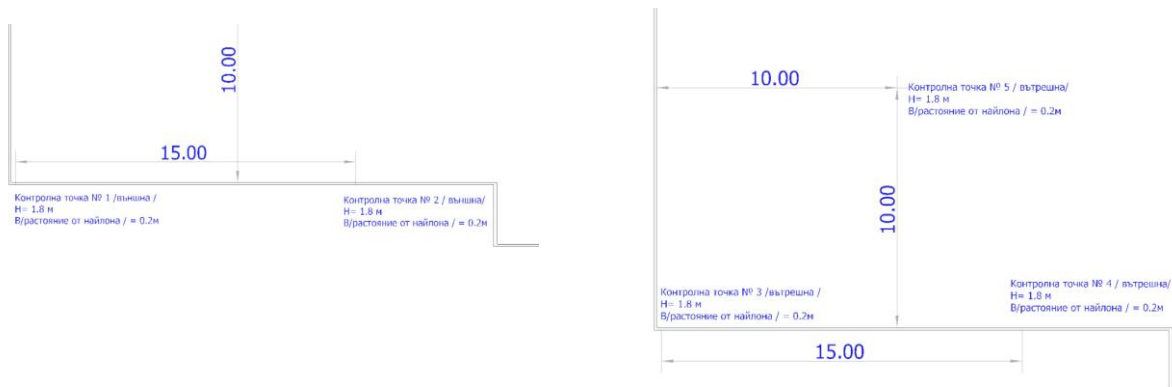 10.00
15.00
Контролна точка № 1 /външна /
H= 1.8 м
В/растояние от найлона / = 0.2м
Контролна точка № 2 / външна/
H= 1.8 м
В/растояние от найлона / = 0.2м
10.00
Контролна точка № 5 / вътрешна/
H= 1.8 м
В/растояние от найлона / = 0.2м
10.00
Контролна точка № 3 /вътрешна /
H= 1.8 м
В/растояние от найлона / = 0.2м
Контролна точка № 4 / вътрешна/
H= 1.8 м
В/растояние от найлона / = 0.2м
15.00